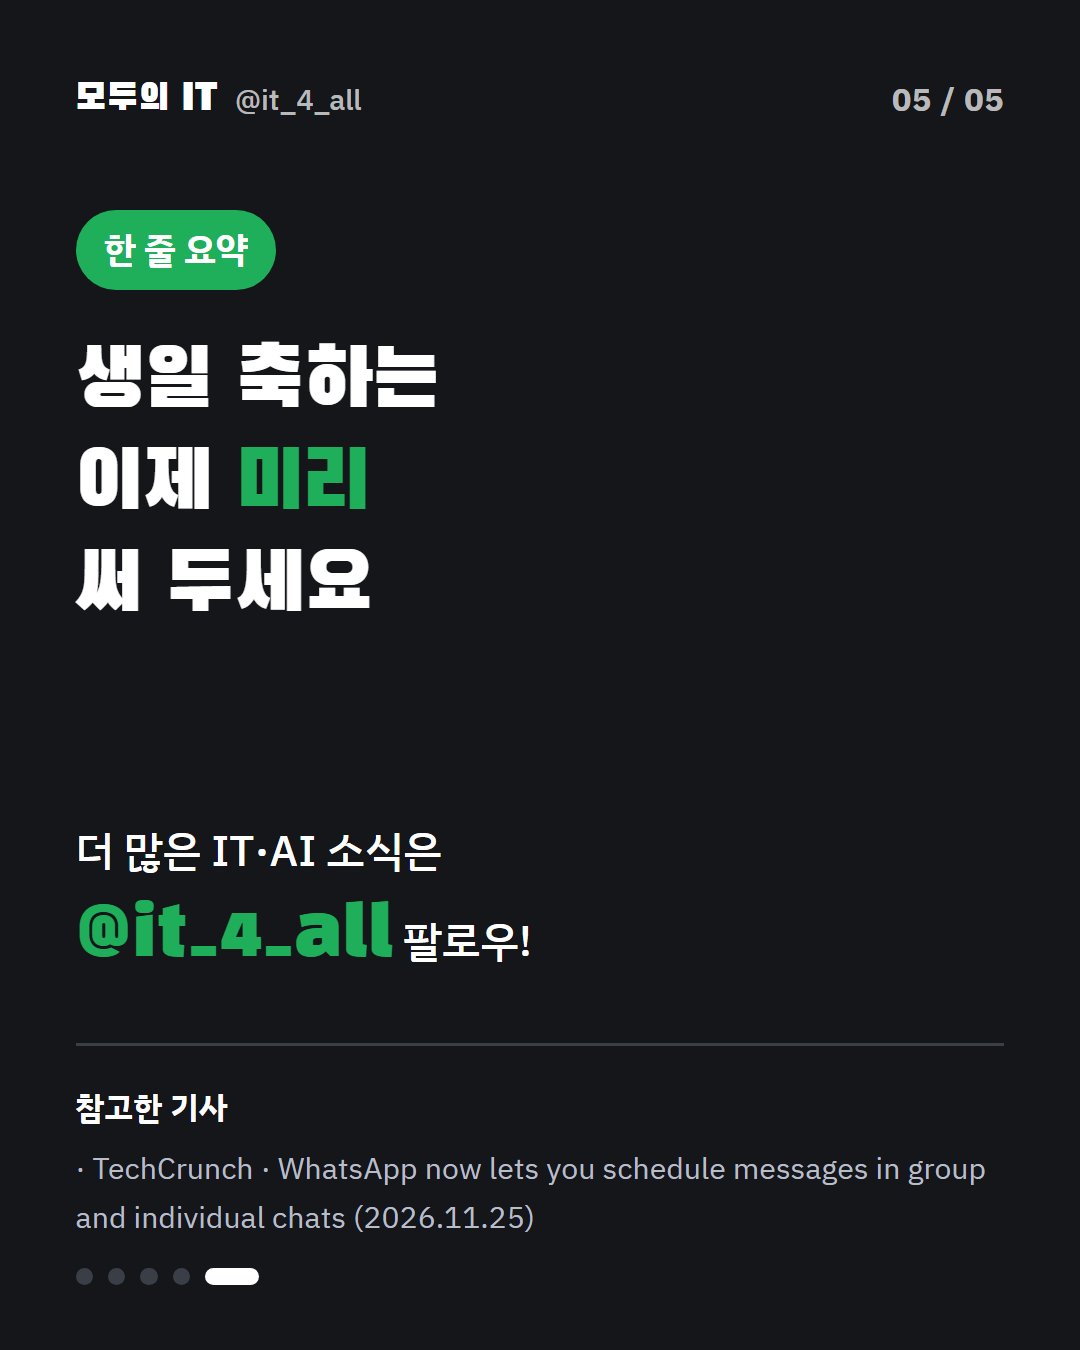 모두의 IT @it_4_all
05 / 05
한 줄 요약
생일 축하는
이제 미리
써 두세요
더 많은 IT·AI 소식은
@it_4_all 팔로우!
참고한 기사
· TechCrunch · WhatsApp now lets you schedule messages in group
and individual chats (2026.11.25)